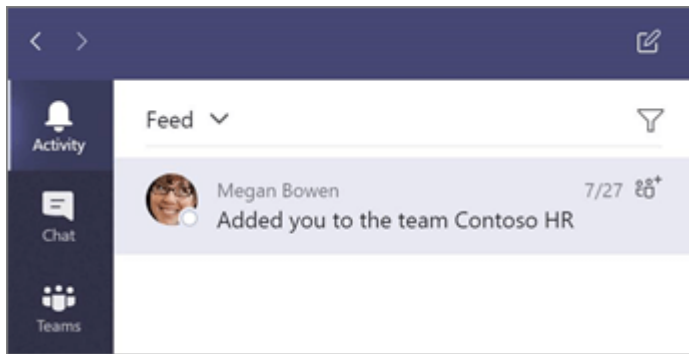 Activity
Chat
Teams
Feed
Megan Bowen 7/27
Added you to the team Contoso HR